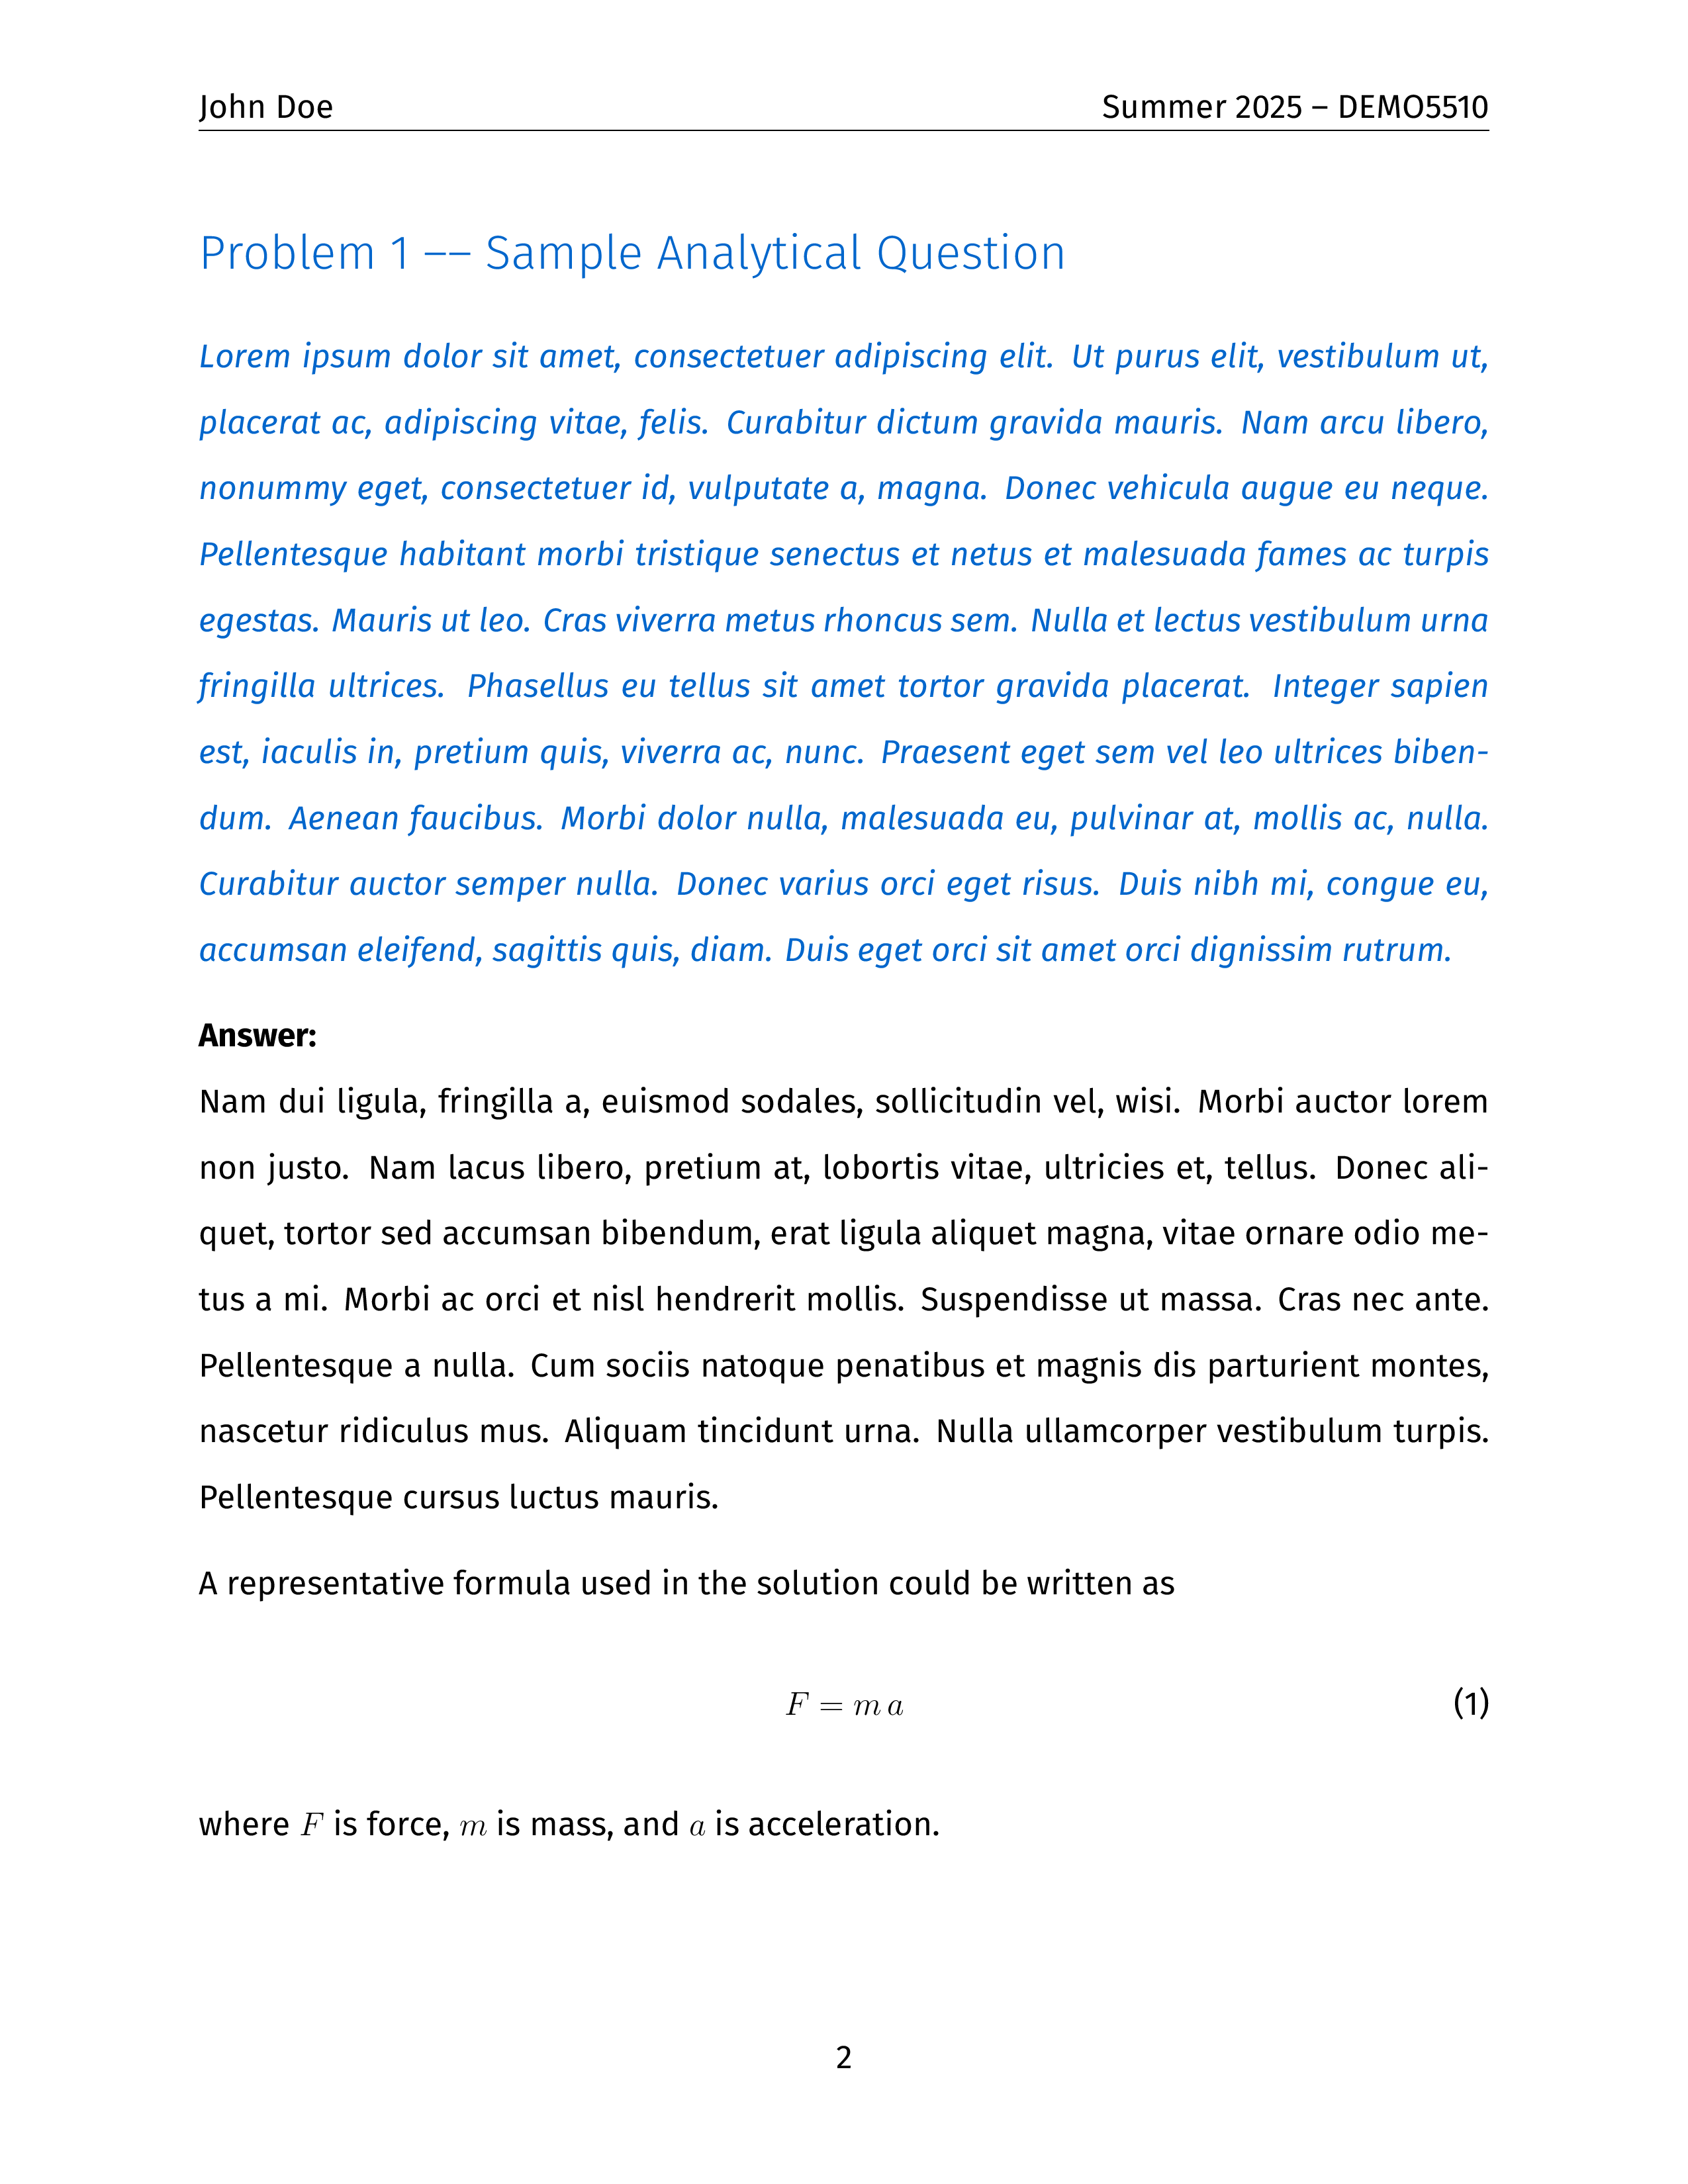 John Doe Summer 2025 – DEMO5510
Problem 1 –– Sample Analytical Question
Lorem ipsum dolor sit amet, consectetuer adipiscing elit. Ut purus elit, vestibulum ut,
placerat ac, adipiscing vitae, felis. Curabitur dictum gravida mauris. Nam arcu libero,
nonummy eget, consectetuer id, vulputate a, magna. Donec vehicula augue eu neque.
Pellentesque habitant morbi tristique senectus et netus et malesuada fames ac turpis
egestas. Mauris ut leo. Cras viverra metus rhoncus sem. Nulla et lectus vestibulum urna
fringilla ultrices. Phasellus eu tellus sit amet tortor gravida placerat. Integer sapien
est, iaculis in, pretium quis, viverra ac, nunc. Praesent eget sem vel leo ultrices biben-
dum. Aenean faucibus. Morbi dolor nulla, malesuada eu, pulvinar at, mollis ac, nulla.
Curabitur auctor semper nulla. Donec varius orci eget risus. Duis nibh mi, congue eu,
accumsan eleifend, sagittis quis, diam. Duis eget orci sit amet orci dignissim rutrum.
Answer:
Nam dui ligula, fringilla a, euismod sodales, sollicitudin vel, wisi. Morbi auctor lorem
non justo. Nam lacus libero, pretium at, lobortis vitae, ultricies et, tellus. Donec ali-
quet, tortor sed accumsan bibendum, erat ligula aliquet magna, vitae ornare odio me-
tus a mi. Morbi ac orci et nisl hendrerit mollis. Suspendisse ut massa. Cras nec ante.
Pellentesque a nulla. Cum sociis natoque penatibus et magnis dis parturient montes,
nascetur ridiculus mus. Aliquam tincidunt urna. Nulla ullamcorper vestibulum turpis.
Pellentesque cursus luctus mauris.
A representative formula used in the solution could be written as
F = m a (1)
where F is force, m is mass, and a is acceleration.
2